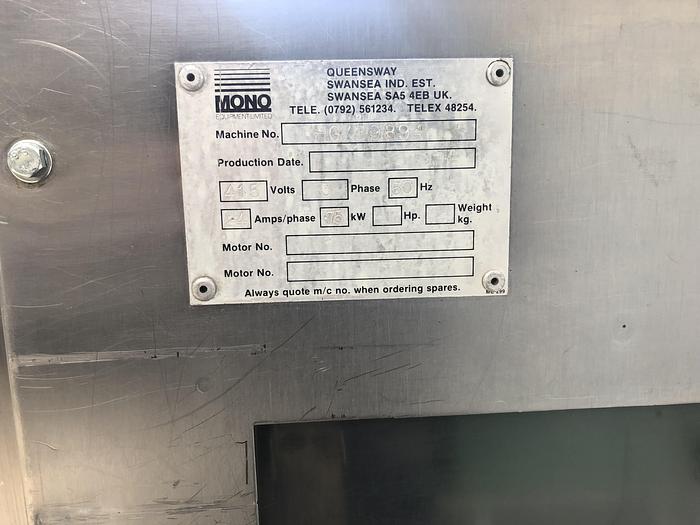 MONO
EQUIPMENT LIMITED
QUEENSWAY
SWANSEA IND. EST.
SWANSEA SA5 4EB UK.
TELE. (0792) 561234. TELEX 48254.
Machine No.
Production Date.
415 Volts Phase 50 Hz
Amps/phase kW Hp. Weight kg.
Motor No.
Motor No.
Always quote m/c no. when ordering spares.